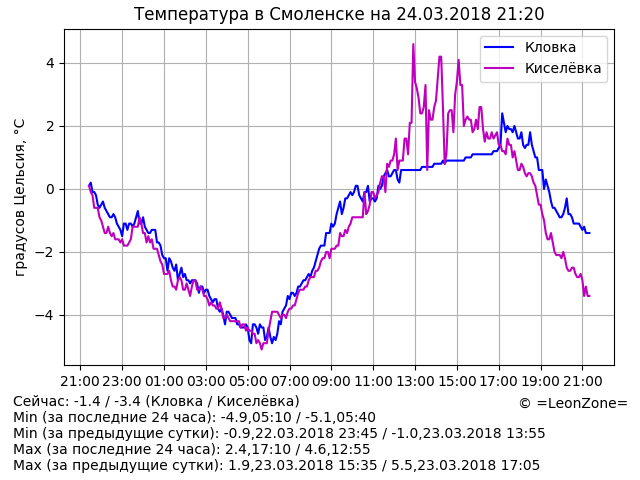 Температура в Смоленске на 24.03.2018 21:20
Кловка
Киселёвка
градусов Цельсия, °C
4
2
0
−2
−4
21:00 23:00 01:00 03:00 05:00 07:00 09:00 11:00 13:00 15:00 17:00 19:00 21:00
Сейчас: -1.4 / -3.4 (Кловка / Киселёвка)
© =LeonZone=
Min (за последние 24 часа): -4.9,05:10 / -5.1,05:40
Min (за предыдущие сутки): -0.9,22.03.2018 23:45 / -1.0,23.03.2018 13:55
Max (за последние 24 часа): 2.4,17:10 / 4.6,12:55
Max (за предыдущие сутки): 1.9,23.03.2018 15:35 / 5.5,23.03.2018 17:05